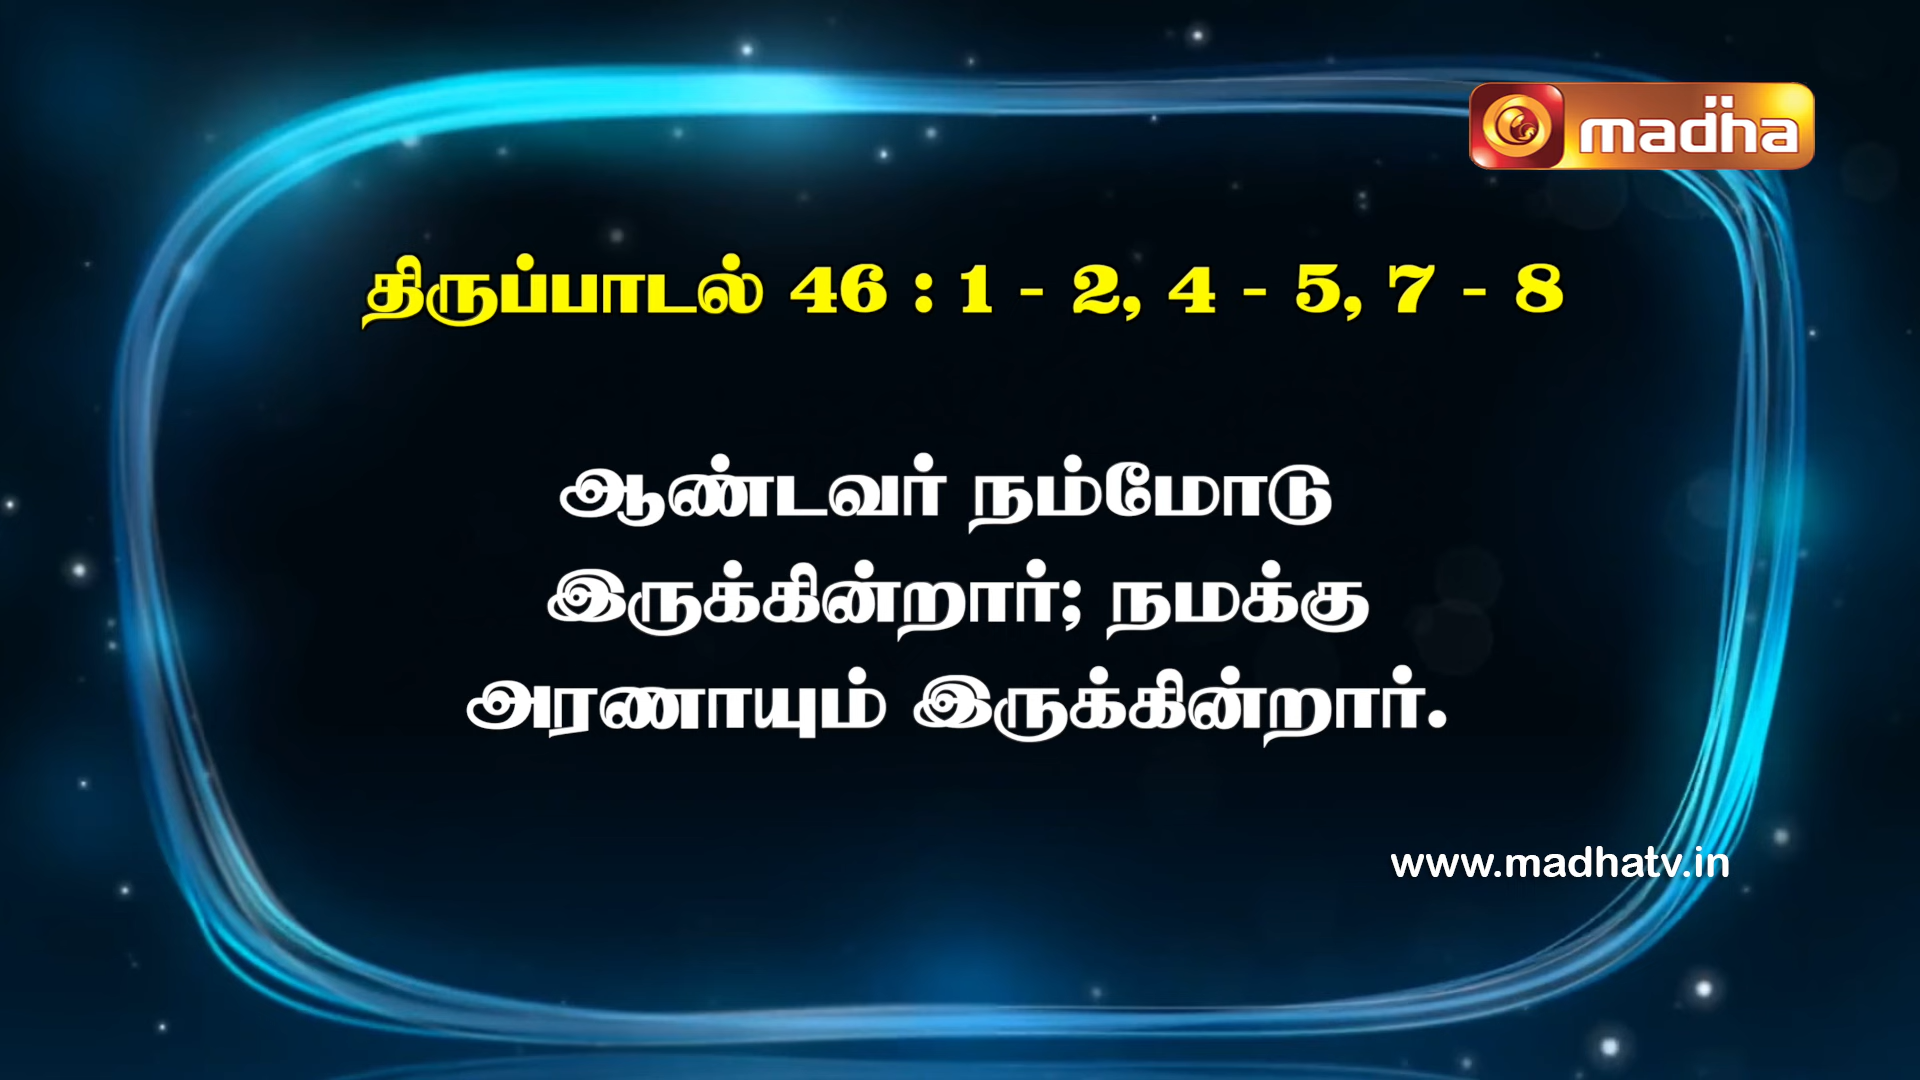 madha
திருப்பாடல் 46 : 1 - 2, 4 - 5, 7 - 8
ஆண்டவர் நம்மோடு
இருக்கின்றார்; நமக்கு
அரணாயும் இருக்கின்றார்.
www.madhatv.in